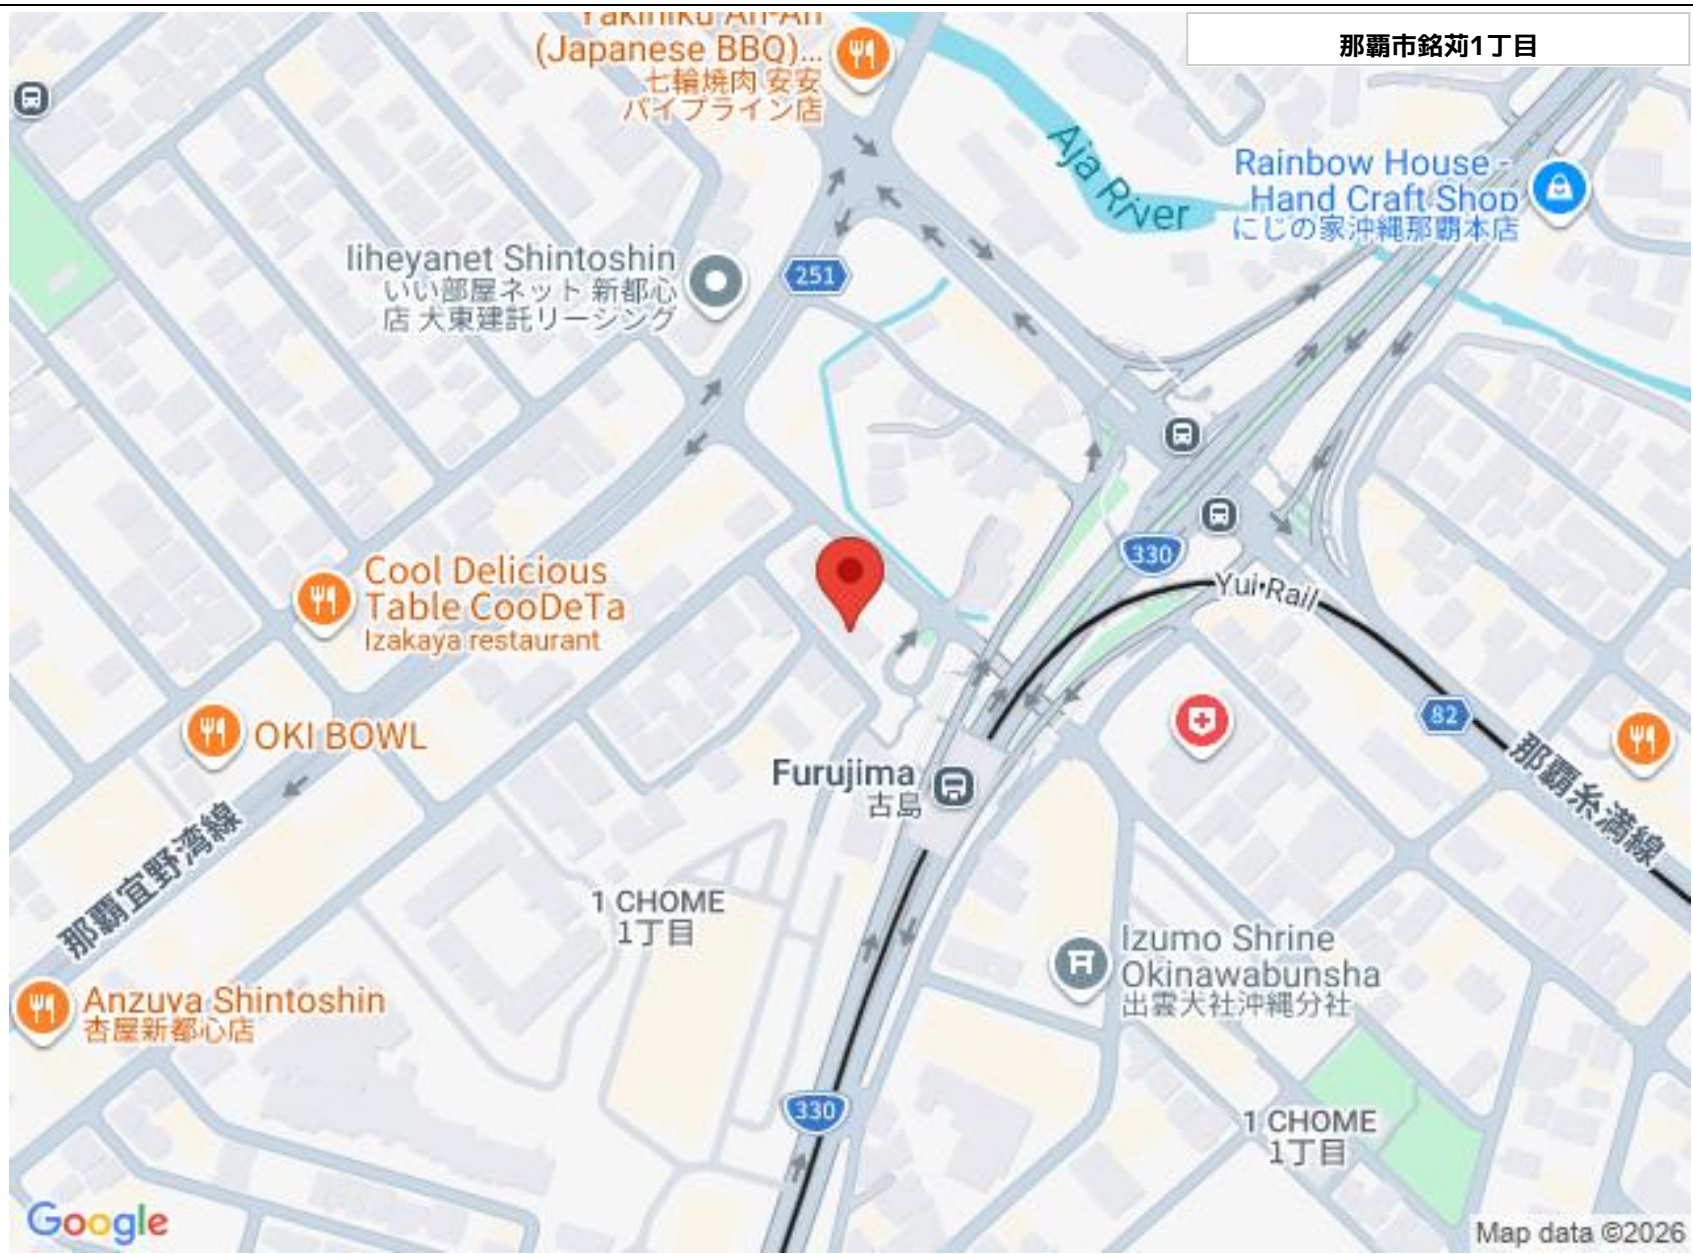 Yakiniku An-An
(Japanese BBQ)...
七輪焼肉 安安
パイプライン店
那覇市銘苅1丁目
Aja River
Rainbow House -
Hand Craft Shop
にじの家沖縄那覇本店
Iiheyanet Shintoshin
いい部屋ネット 新都心
店 大東建託リーシング
251
330
Yui Rail
Cool Delicious
Table CooDeTa
Izakaya restaurant
OKI BOWL
82
那覇糸満線
Furujima
古島
那覇宜野湾線
1 CHOME
1丁目
Izumo Shrine
Okinawabunsha
出雲大社沖縄分社
Anzuya Shintoshin
杏屋新都心店
330
1 CHOME
1丁目
Google
Map data ©2026